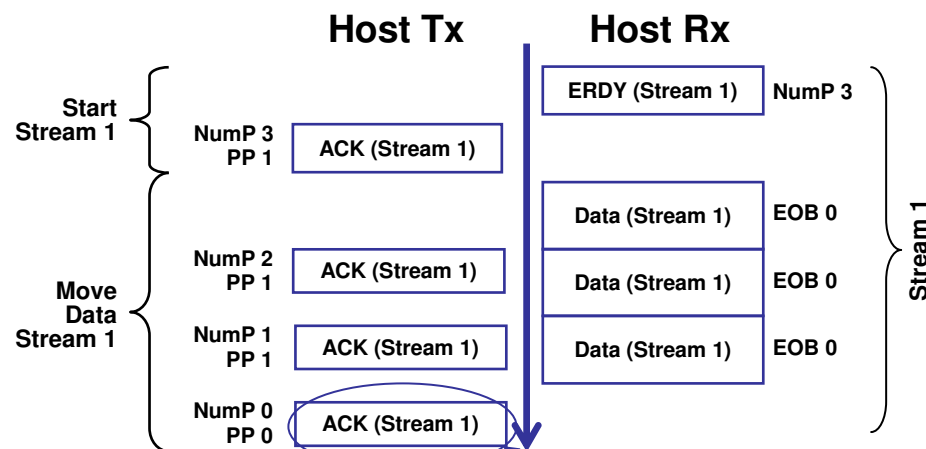 Host Tx
Host Rx
ERDY (Stream 1)
NumP 3
Start
Stream 1
NumP 3
PP 1
ACK (Stream 1)
Data (Stream 1)
EOB 0
NumP 2
PP 1
ACK (Stream 1)
Data (Stream 1)
EOB 0
Move
Data
Stream 1
NumP 1
PP 1
ACK (Stream 1)
Data (Stream 1)
EOB 0
NumP 0
PP 0
ACK (Stream 1)
Stream 1